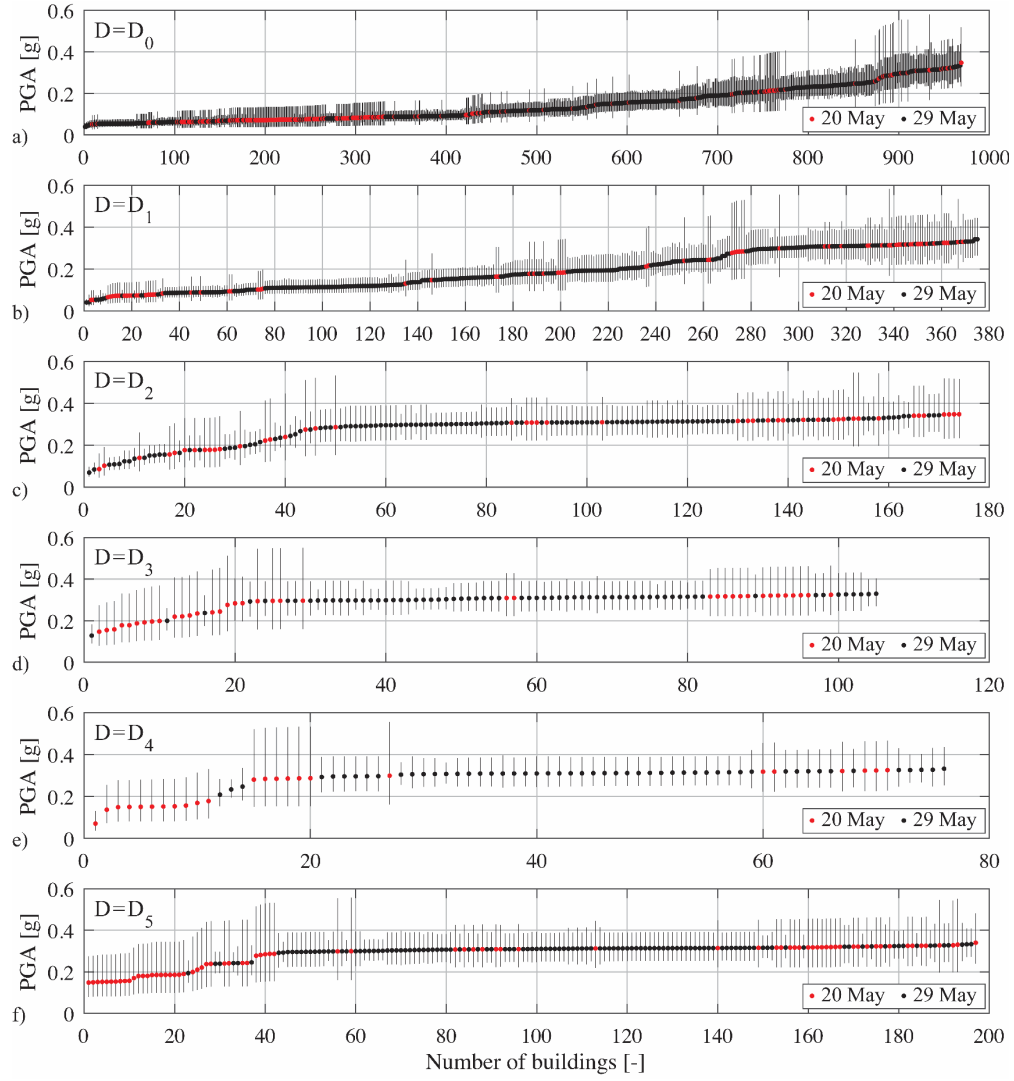 D=D0
PGA [g]
0.6
0.4
0.2
0
20 May 29 May
a)
0 100 200 300 400 500 600 700 800 900 1000
D=D1
PGA [g]
0.6
0.4
0.2
0
20 May 29 May
b)
0 20 40 60 80 100 120 140 160 180 200 220 240 260 280 300 320 340 360 380
D=D2
PGA [g]
0.6
0.4
0.2
0
20 May 29 May
c)
0 20 40 60 80 100 120 140 160 180
D=D3
PGA [g]
0.6
0.4
0.2
0
20 May 29 May
d)
0 20 40 60 80 100 120
D=D4
PGA [g]
0.6
0.4
0.2
0
20 May 29 May
e)
0 20 40 60 80
D=D5
PGA [g]
0.6
0.4
0.2
0
20 May 29 May
f)
0 20 40 60 80 100 120 140 160 180 200
Number of buildings [-]